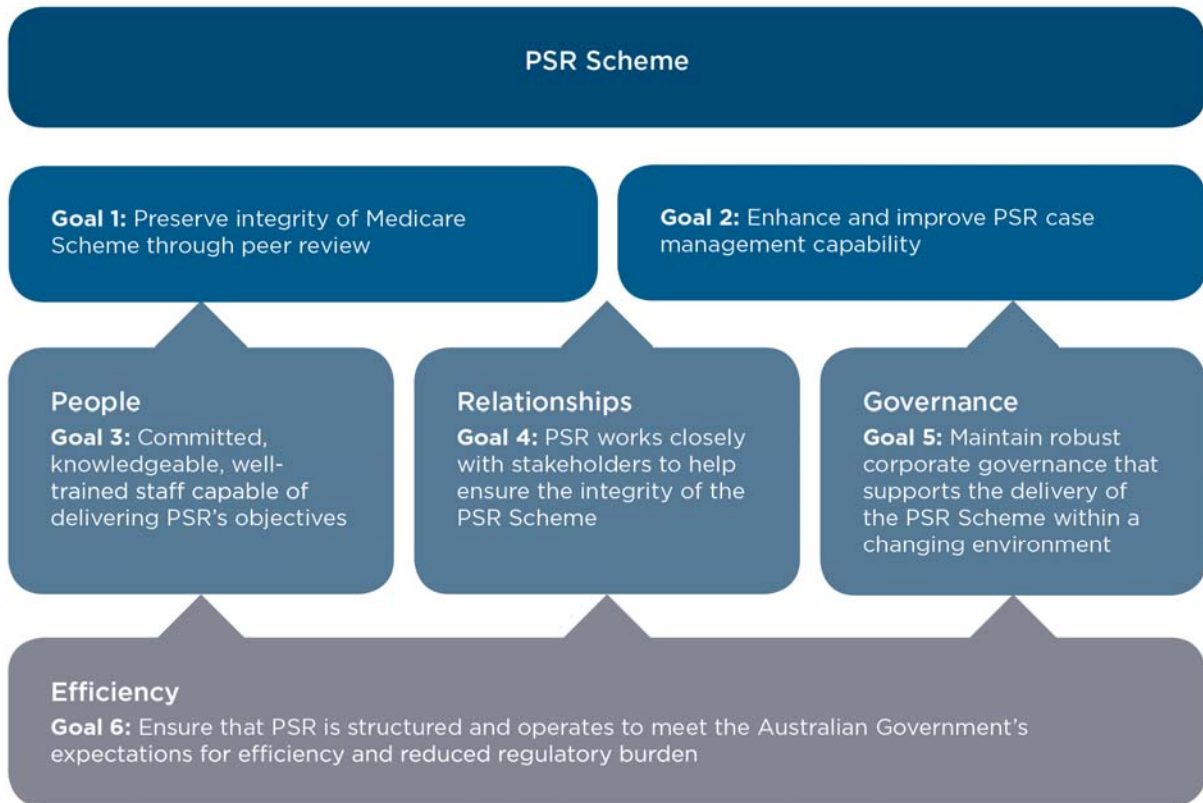 PSR Scheme
Goal 1: Preserve integrity of Medicare
Scheme through peer review
Goal 2: Enhance and improve PSR case
management capability
People
Goal 3: Committed,
knowledgeable, well-
trained staff capable of
delivering PSR’s objectives
Relationships
Goal 4: PSR works closely
with stakeholders to help
ensure the integrity of the
PSR Scheme
Governance
Goal 5: Maintain robust
corporate governance that
supports the delivery of
the PSR Scheme within a
changing environment
Efficiency
Goal 6: Ensure that PSR is structured and operates to meet the Australian Government’s
expectations for efficiency and reduced regulatory burden